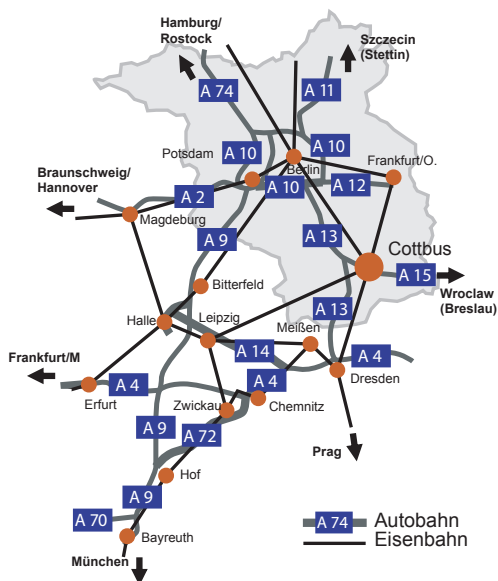 Hamburg/
Rostock
Szczecin
(Stettin)
A 74
A 11
A 10
A 10
Potsdam
Berlin
Frankfurt/O.
Braunschweig/
Hannover
A 2
A 10
A 12
Magdeburg
A 9
A 13
Cottbus
A 15
Bitterfeld
Wroclaw
(Breslau)
A 13
Halle
Leipzig
Meißen
Frankfurt/M
A 14
A 4
A 4
A 4
Dresden
Erfurt
Zwickau
Chemnitz
A 9
A 72
Prag
Hof
A 9
A 70
Bayreuth
München
A 74 Autobahn
Eisenbahn